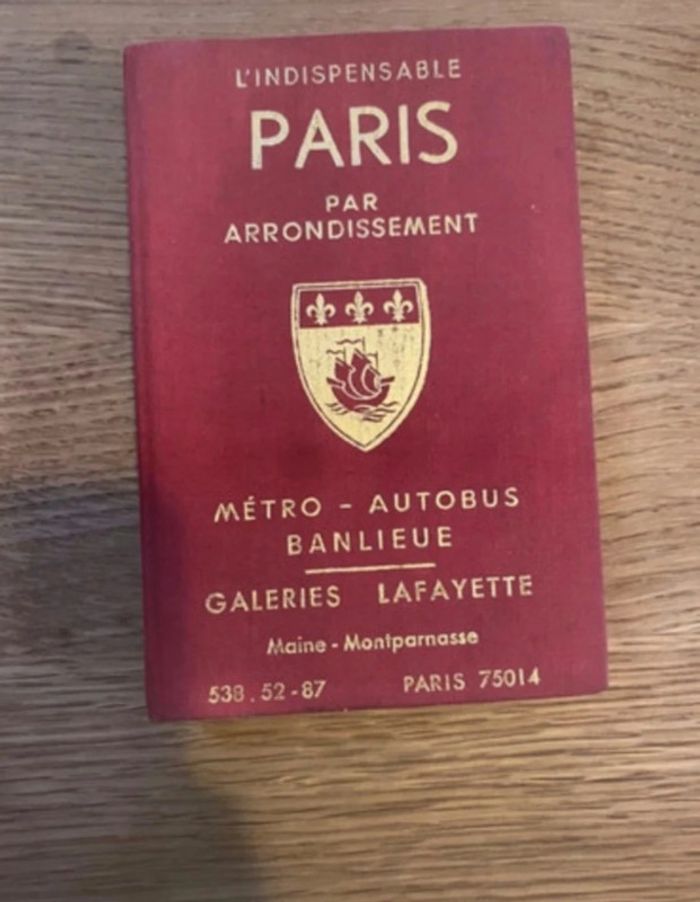 L'INDISPENSABLE
PARIS
PAR
ARRONDISSEMENT
MÉTRO - AUTOBUS
BANLIEUE
GALERIES LAFAYETTE
Maine - Montparnasse
538.52-87 PARIS 75014